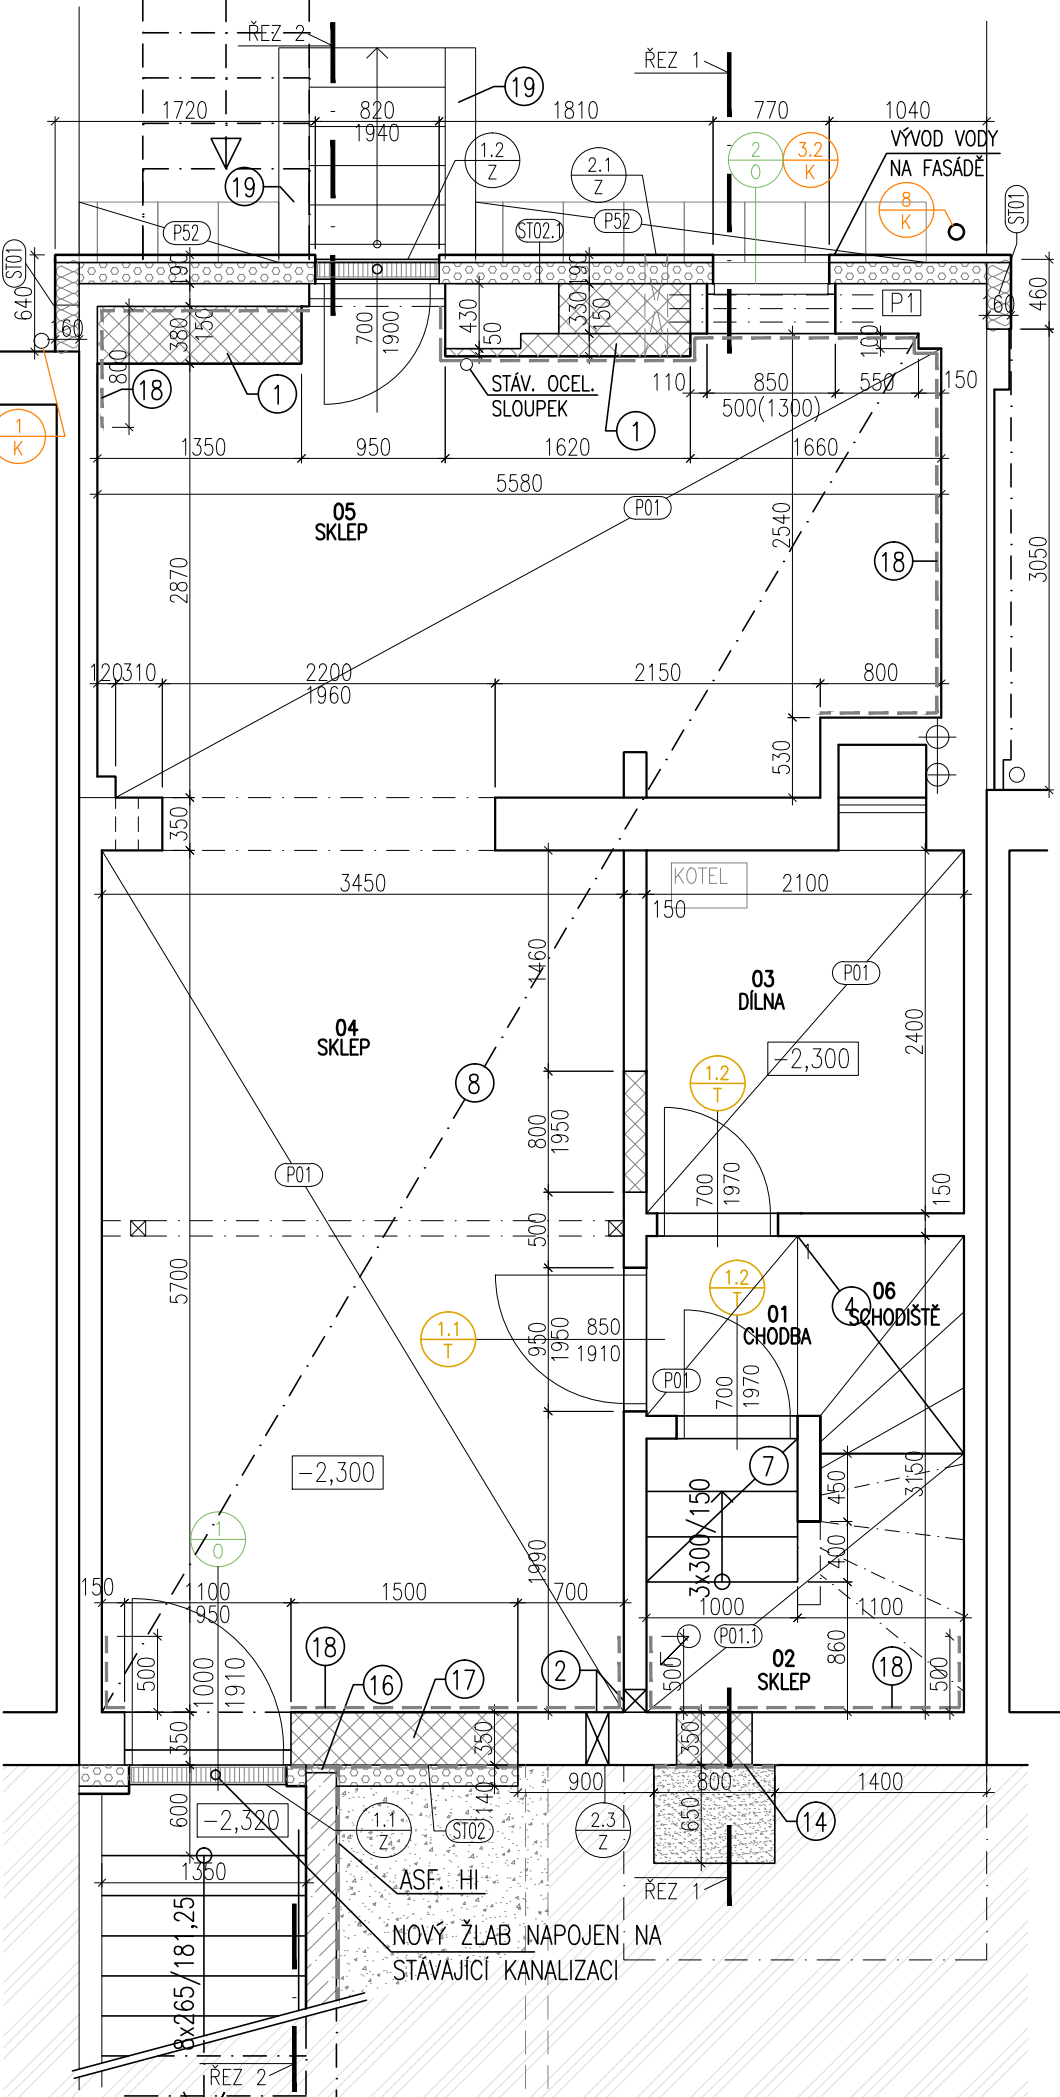 ŘEZ 2
ŘEZ 1
19
1720
820
1940
1810
770
1040
1.2
Z
2.1
Z
2
O
3.2
K
VÝVOD VODY
NA FASÁDĚ
19
8
K
P52
ST02.1
P52
ST01
ST01
640
60
190
190
380
150
800
700
1900
430
50
330
150
P1
100
60
460
18
1
STÁV. OCEL.
SLOUPEK
1
110
850
500(1300)
550
150
1
K
1350
950
1620
1660
5580
05
SKLEP
P01
2540
18
2870
3050
120
310
2200
1960
2150
800
530
350
3450
KOTEL
150
2100
1460
03
DÍLNA
P01
04
SKLEP
2400
-2,300
8
1.2
T
800
1950
P01
700
1970
150
500
5700
1.2
T
1
4
06
SCHODIŠTĚ
01
CHODBA
1.1
T
850
1910
950
1950
P01
700
1970
-2,300
7
450
3150
3x300/150
1
O
400
1990
150
1100
950
1500
700
1000
1100
P01.1
860
500
1000
1910
18
16
17
2
500
02
SKLEP
18
500
350
350
350
600
140
900
800
1400
650
-2,320
1.1
Z
ST02
2.3
Z
14
1350
ASF. HI
ŘEZ 1
8x265/181,25
NOVÝ ŽLAB NAPOJEN NA
STÁVAJÍCÍ KANALIZACI
ŘEZ 2